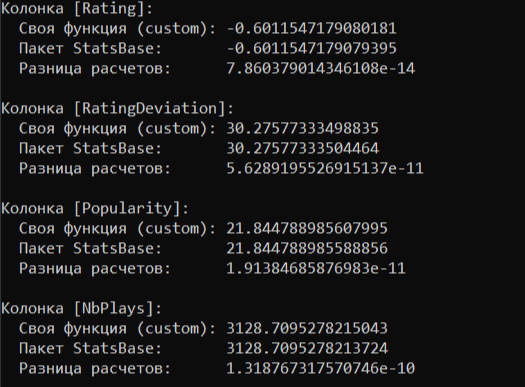 Колонка [Rating]:
Своя функция (custom): -0.6011547179080181
Пакет StatsBase: -0.6011547179079395
Разница расчетов: 7.860379014346108e-14
Колонка [RatingDeviation]:
Своя функция (custom): 30.27577333498835
Пакет StatsBase: 30.27577333504464
Разница расчетов: 5.6289195526915137e-11
Колонка [Popularity]:
Своя функция (custom): 21.844788985607995
Пакет StatsBase: 21.844788985588856
Разница расчетов: 1.91384685876983e-11
Колонка [NbPlays]:
Своя функция (custom): 3128.7095278215043
Пакет StatsBase: 3128.7095278213724
Разница расчетов: 1.318767317570746e-10